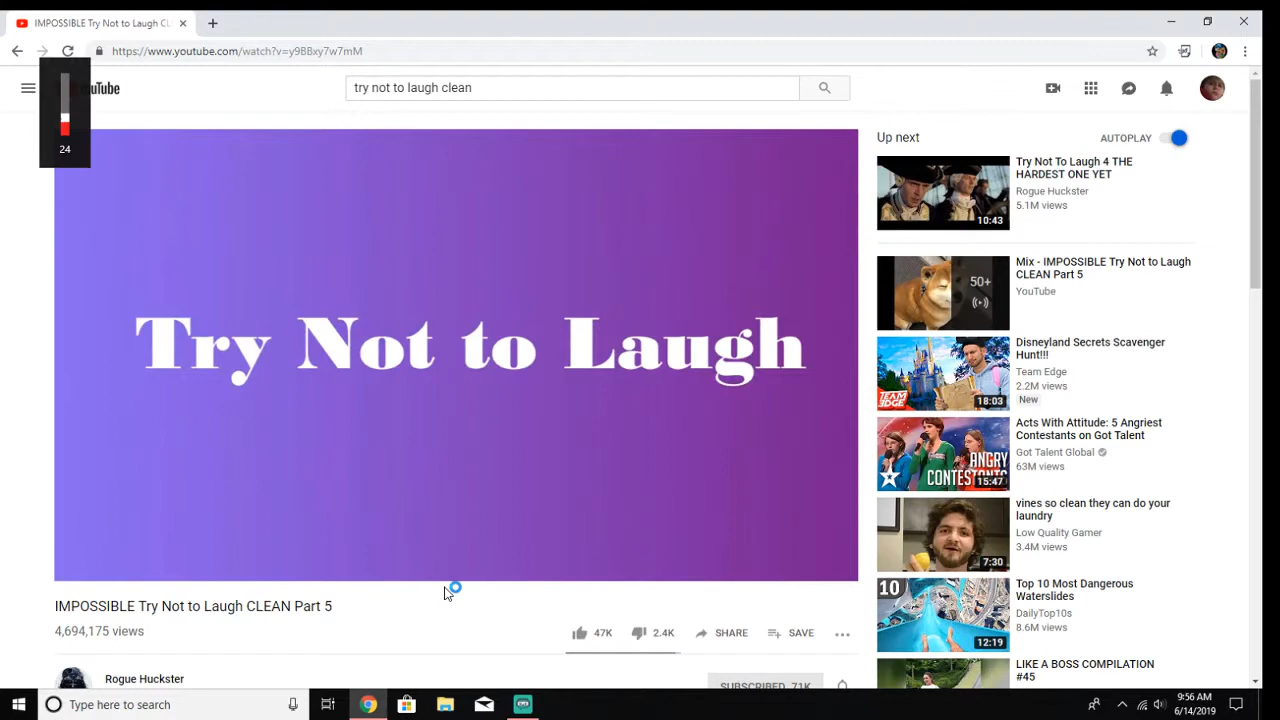 IMPOSSIBLE Try Not to Laugh CL
https://www.youtube.com/watch?v=y9BBxy7w7mM
try not to laugh clean
24
Try Not to Laugh
IMPOSSIBLE Try Not to Laugh CLEAN Part 5
4,694,175 views
47K
2.4K
SHARE
SAVE
Rogue Huckster
SUBSCRIBED 71K
Up next
AUTOPLAY
10:43
Try Not To Laugh 4 THE
HARDEST ONE YET
Rogue Huckster
5.1M views
50+
Mix - IMPOSSIBLE Try Not to Laugh
CLEAN Part 5
YouTube
TEAM EDGE
18:03
Disneyland Secrets Scavenger
Hunt!!!
Team Edge
2.2M views
New
ANGRY
CONTESTANTS
15:47
Acts With Attitude: 5 Angriest
Contestants on Got Talent
Got Talent Global
63M views
7:30
vines so clean they can do your
laundry
Low Quality Gamer
3.4M views
10
12:19
Top 10 Most Dangerous
Waterslides
DailyTop10s
8.6M views
LIKE A BOSS COMPILATION
#45
Type here to search
9:56 AM
6/14/2019